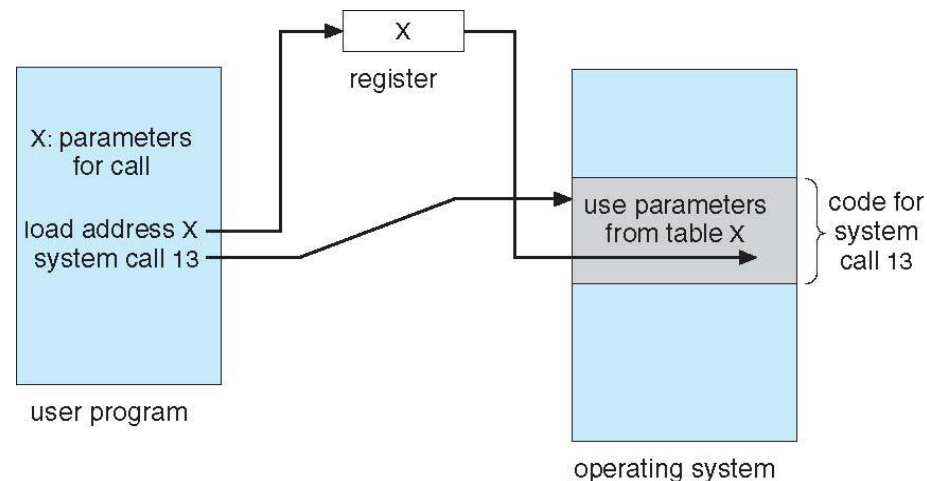 X
register
X: parameters
for call
load address X
system call 13
user program
use parameters
from table X
code for
system
call 13
operating system